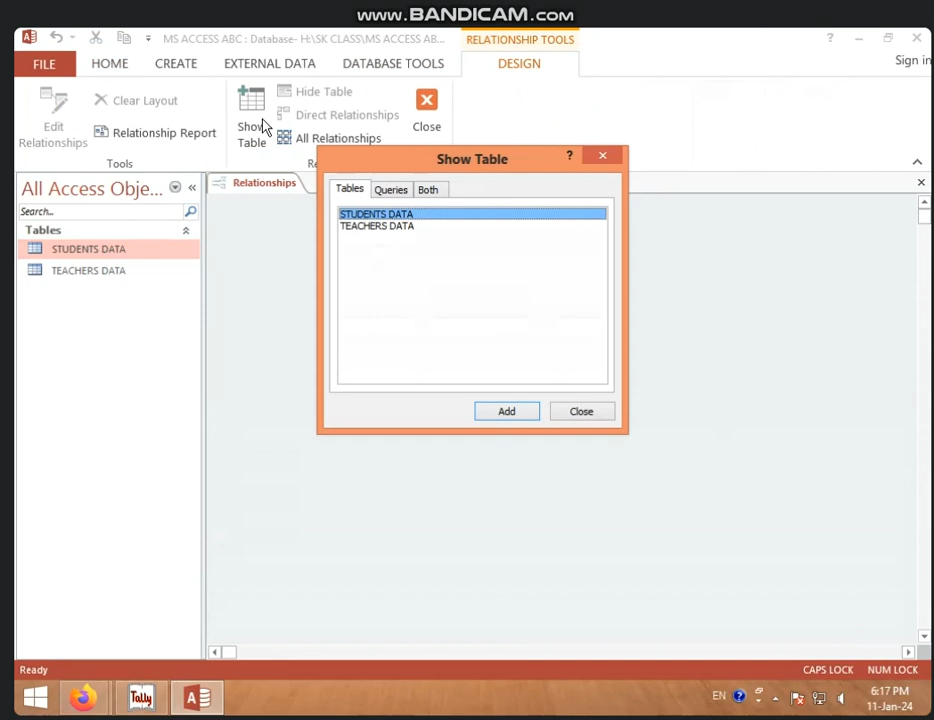 www.BANDICAM.com
MS ACCESS ABC : Database- H:\SK CLASS\MS ACCESS AB...
RELATIONSHIP TOOLS
?
FILE
HOME
CREATE
EXTERNAL DATA
DATABASE TOOLS
DESIGN
Sign in
Edit
Relationships
Clear Layout
Relationship Report
Tools
Show
Table
Hide Table
Direct Relationships
All Relationships
Close
All Access Obje...
Search...
Tables
STUDENTS DATA
TEACHERS DATA
Relationships
Show Table
?
Tables
Queries
Both
STUDENTS DATA
TEACHERS DATA
Add
Close
Ready
CAPS LOCK
NUM LOCK
Tally
EN
?
6:17 PM
11-Jan-24